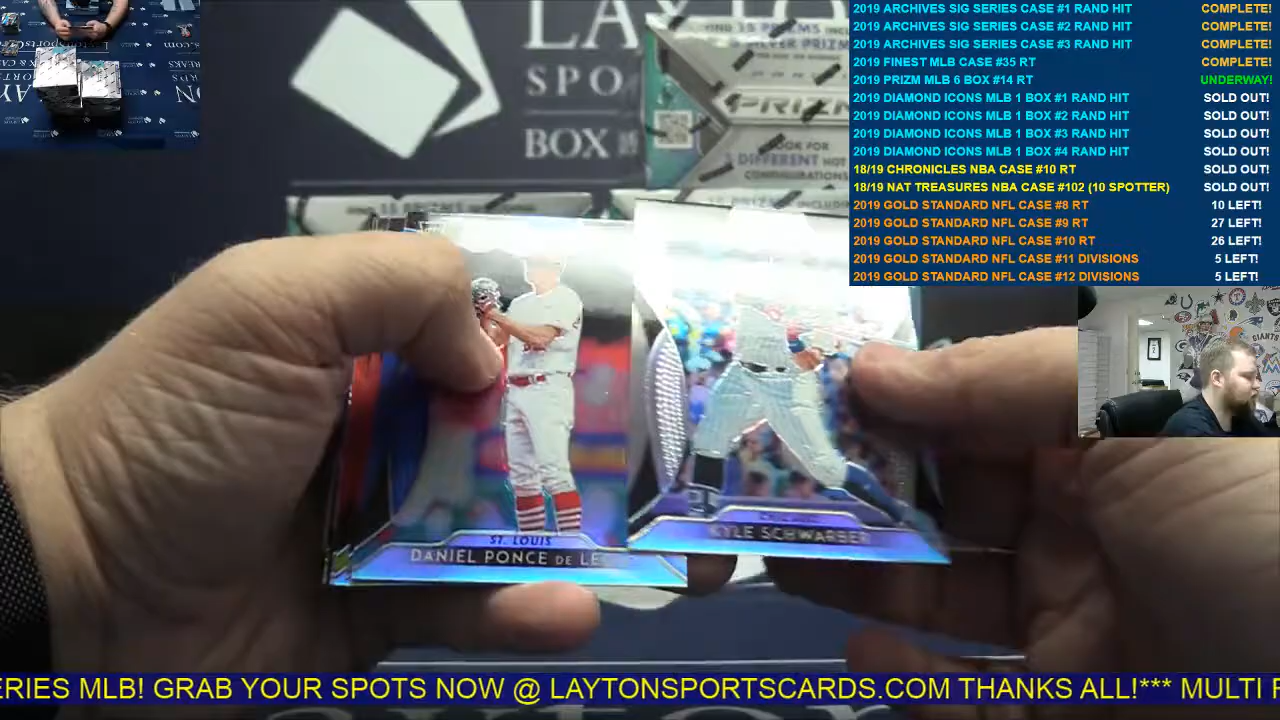 2019 ARCHIVES SIG SERIES CASE #1 RAND HIT COMPLETE!
2019 ARCHIVES SIG SERIES CASE #2 RAND HIT COMPLETE!
2019 ARCHIVES SIG SERIES CASE #3 RAND HIT COMPLETE!
2019 FINEST MLB CASE #35 RT COMPLETE!
2019 PRIZM MLB 6 BOX #14 RT UNDERWAY!
2019 DIAMOND ICONS MLB 1 BOX #1 RAND HIT SOLD OUT!
2019 DIAMOND ICONS MLB 1 BOX #2 RAND HIT SOLD OUT!
2019 DIAMOND ICONS MLB 1 BOX #3 RAND HIT SOLD OUT!
2019 DIAMOND ICONS MLB 1 BOX #4 RAND HIT SOLD OUT!
18/19 CHRONICLES NBA CASE #10 RT SOLD OUT!
18/19 NAT TREASURES NBA CASE #102 (10 SPOTTER) SOLD OUT!
2019 GOLD STANDARD NFL CASE #8 RT 10 LEFT!
2019 GOLD STANDARD NFL CASE #9 RT 27 LEFT!
2019 GOLD STANDARD NFL CASE #10 RT 26 LEFT!
2019 GOLD STANDARD NFL CASE #11 DIVISIONS 5 LEFT!
2019 GOLD STANDARD NFL CASE #12 DIVISIONS 5 LEFT!
LAY
SPO
BOX
PRIZM
LOOK FOR
DIFFERENT HOT
CONFIGURATIONS
ST. LOUIS
DANIEL PONCE DE LE
KYLE SCHWARBER
GIANTS
ERIES MLB! GRAB YOUR SPOTS NOW @ LAYTONSPORTSCARDS.COM THANKS ALL!*** MULTI